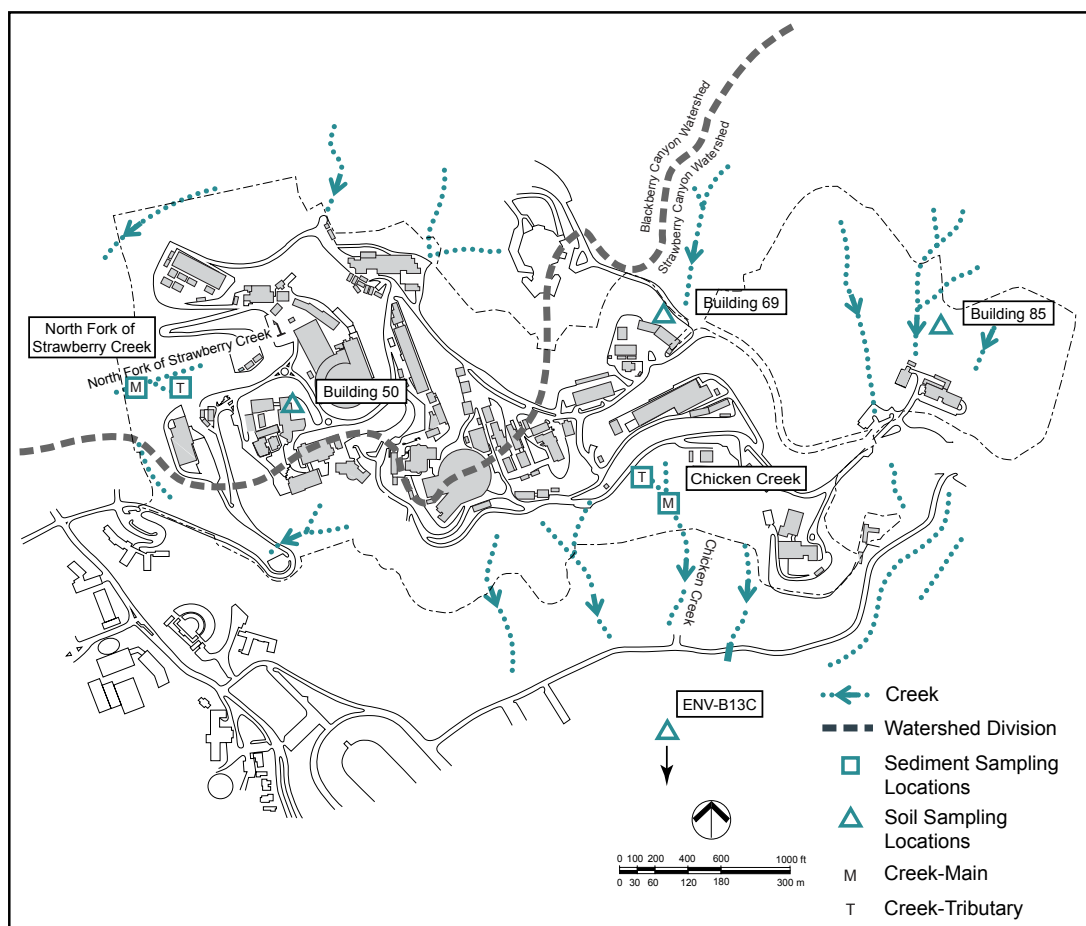 Blackberry Canyon Watershed
Strawberry Canyon Watershed
Building 69
Building 85
North Fork of
Strawberry Creek
North Fork of Strawberry Creek
M
T
Building 50
T
Chicken Creek
M
Chicken Creek
ENV-B13C
Creek
Watershed Division
Sediment Sampling
Locations
Soil Sampling
Locations
M Creek-Main
T Creek-Tributary
0 100 200 400 600 1000 ft
0 30 60 120 180 300 m